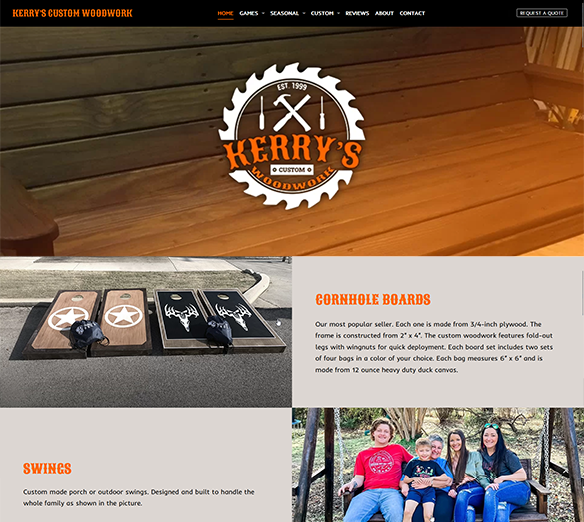 KERRY'S CUSTOM WOODWORK
HOME GAMES SEASONAL CUSTOM REVIEWS ABOUT CONTACT
REQUEST A QUOTE
EST. 1999
KERRY'S
CUSTOM
WOODWORK
CORNHOLE BOARDS
Our most popular seller. Each one is made from 3/4-inch plywood. The
frame is constructed from 2" x 4". The custom woodwork features fold-out
legs with wingnuts for quick deployment. Each board set includes two sets
of four bags in a color of your choice. Each bag measures 6" x 6" and is
made from 12 ounce heavy duty duck canvas.
SWINGS
Custom made porch or outdoor swings. Designed and built to handle the
whole family as shown in the picture.